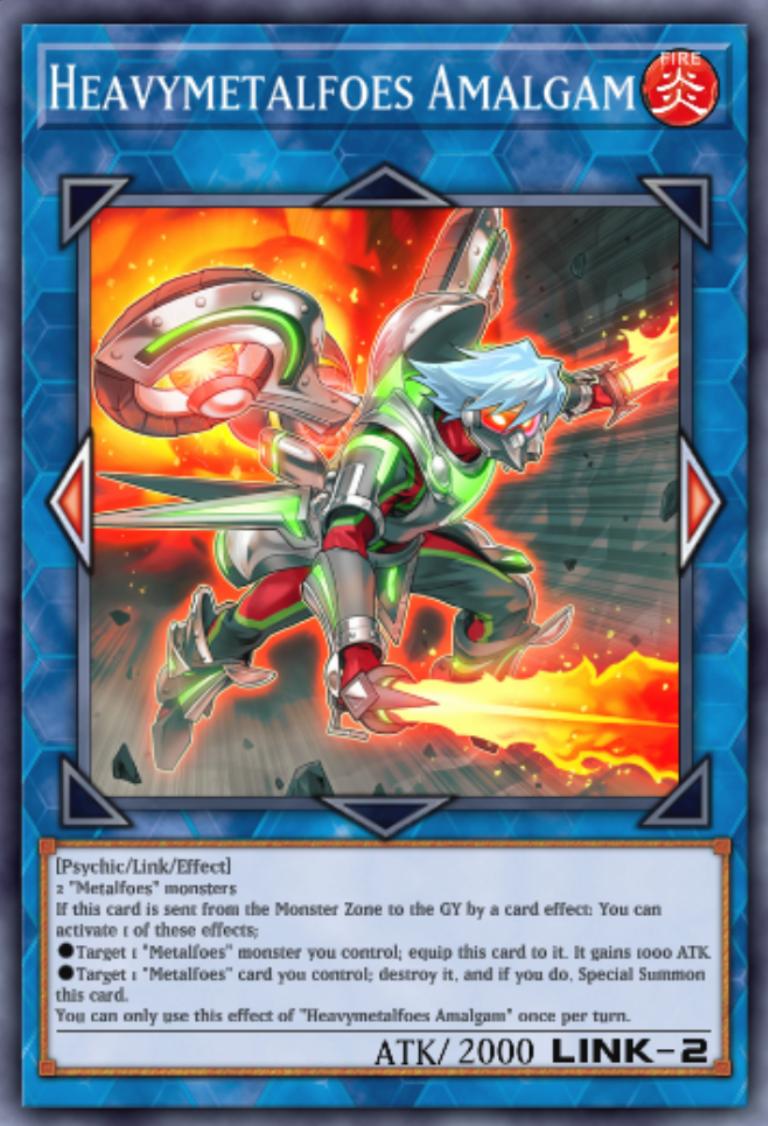 HEAVYMETALFOES AMALGAM
FIRE
炎
[Psychic/Link/Effect]
2 "Metalfoes" monsters
If this card is sent from the Monster Zone to the GY by a card effect: You can
activate 1 of these effects;
●Target 1 "Metalfoes" monster you control; equip this card to it. It gains 1000 ATK.
●Target 1 "Metalfoes" card you control; destroy it, and if you do, Special Summon
this card.
You can only use this effect of "Heavymetalfoes Amalgam" once per turn.
ATK/ 2000 LINK-2